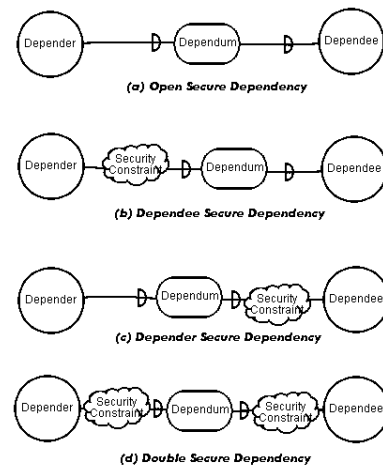 Depender Dependum Dependee
(a) Open Secure Dependency
Depender Security Constraint Dependum Dependee
(b) Dependee Secure Dependency
Depender Dependum Security Constraint Dependee
(c) Depender Secure Dependency
Depender Security Constraint Dependum Security Constraint Dependee
(d) Double Secure Dependency